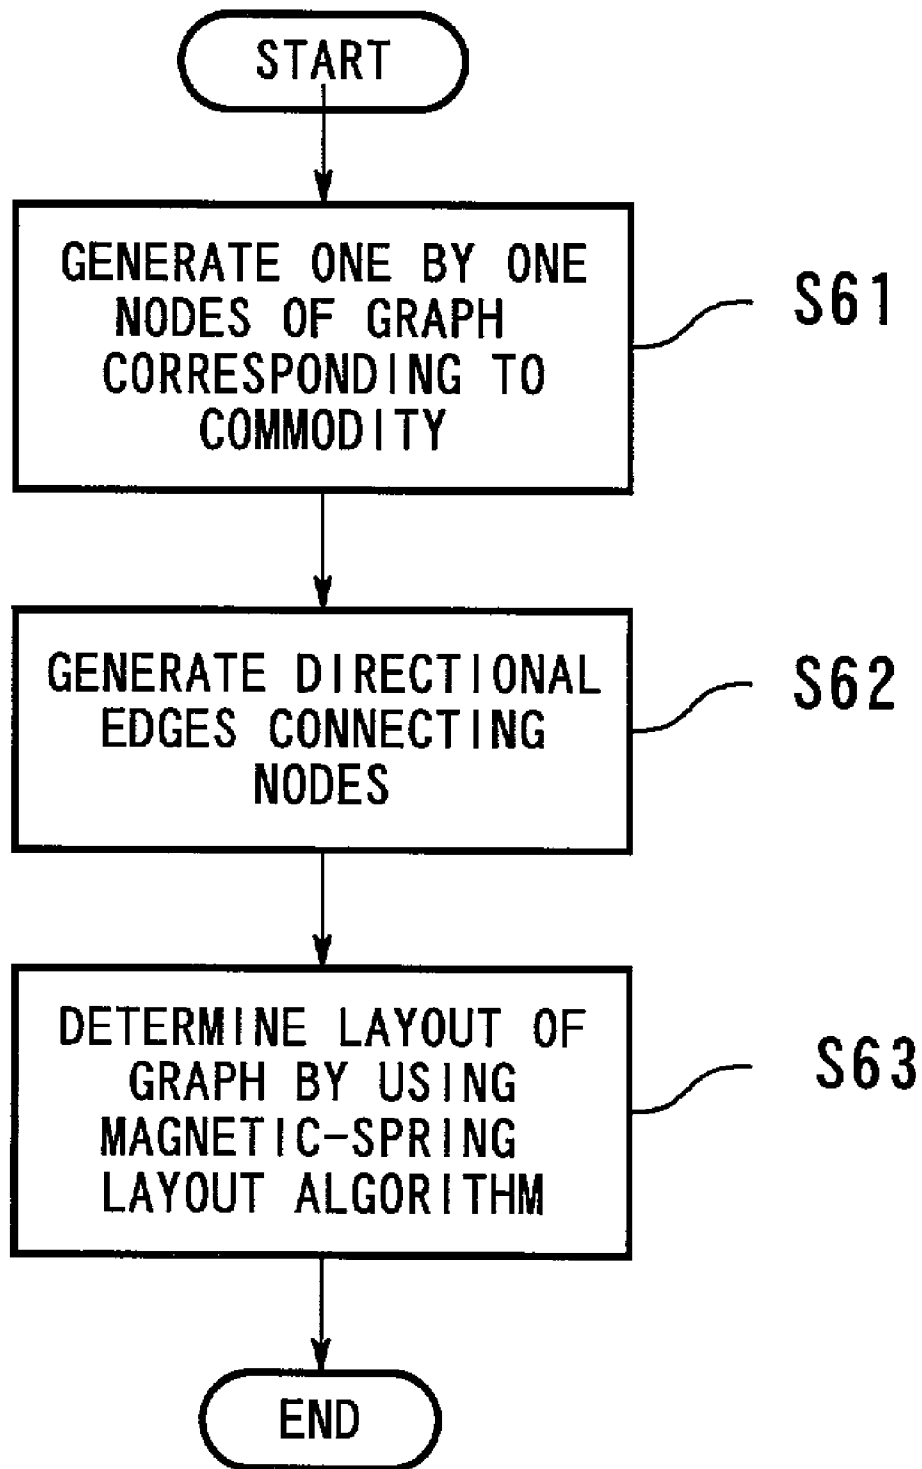 START
GENERATE ONE BY ONE
NODES OF GRAPH
CORRESPONDING TO
COMMODITY
S61
GENERATE DIRECTIONAL
EDGES CONNECTING
NODES
S62
DETERMINE LAYOUT OF
GRAPH BY USING
MAGNETIC-SPRING
LAYOUT ALGORITHM
S63
END